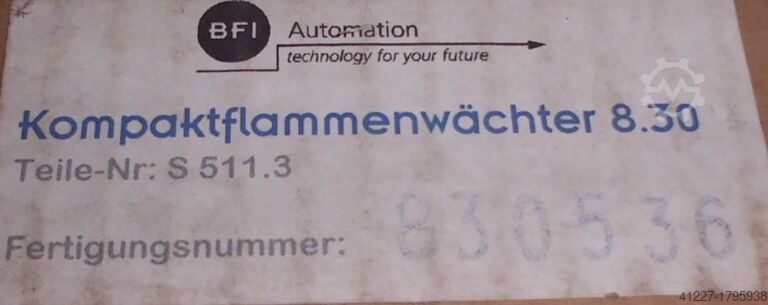 BFI Automation
technology for your future
Kompaktflammenwächter 8.30
Teile-Nr: S 511.3
Fertigungsnummer: 830536
41227-1795938